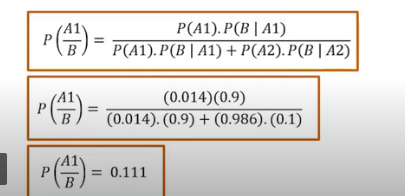 P(A1/B) = P(A1).P(B | A1) / P(A1).P(B | A1) + P(A2).P(B | A2)
P(A1/B) = (0.014)(0.9) / (0.014).(0.9) + (0.986).(0.1)
P(A1/B) = 0.111